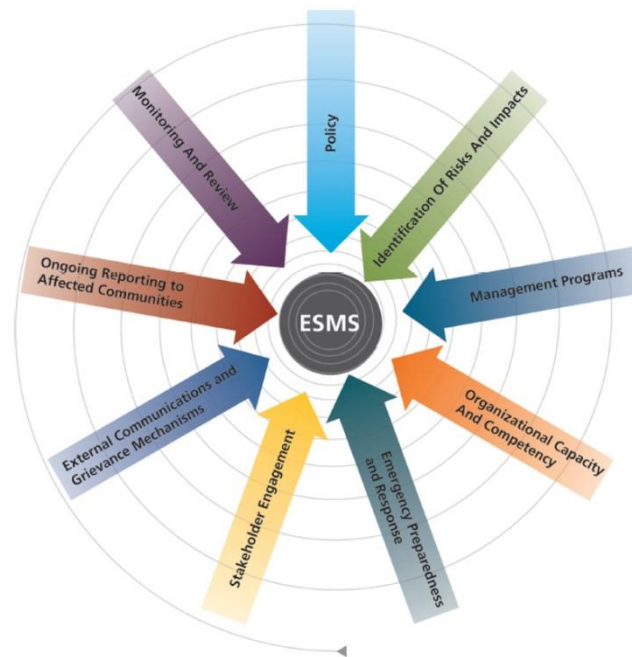 Policy
Identification Of Risks And Impacts
Management Programs
Organizational Capacity
And Competency
Emergency Preparedness
and Response
Stakeholder Engagement
External Communications and
Grievance Mechanisms
Ongoing Reporting to
Affected Communities
Monitoring And Review
ESMS